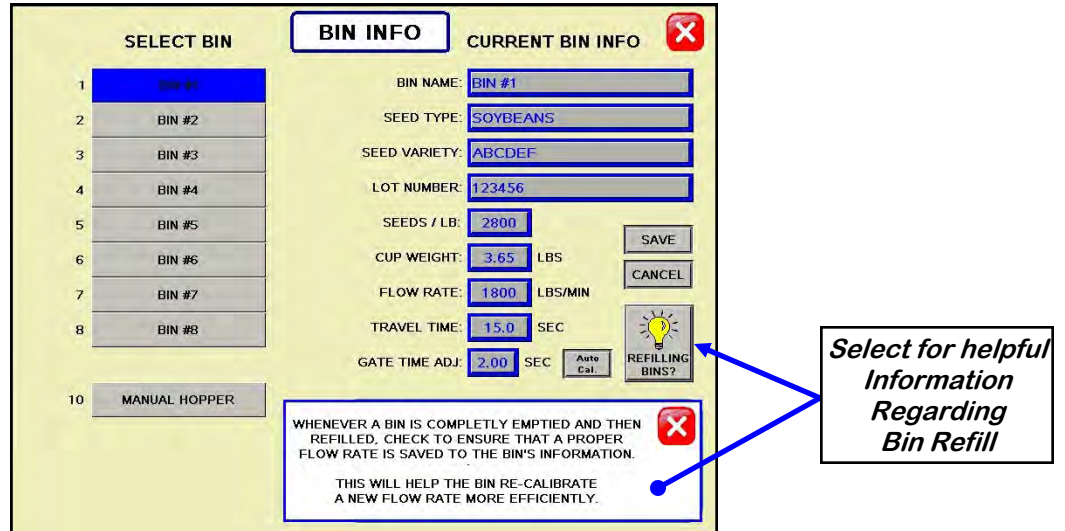 SELECT BIN
BIN INFO
CURRENT BIN INFO
1
2 BIN #2
3 BIN #3
4 BIN #4
5 BIN #5
6 BIN #6
7 BIN #7
8 BIN #8
10 MANUAL HOPPER
BIN NAME: BIN #1
SEED TYPE: SOYBEANS
SEED VARIETY: ABCDEF
LOT NUMBER: 123456
SEEDS / LB: 2800
CUP WEIGHT: 3.65 LBS
FLOW RATE: 1800 LBS/MIN
TRAVEL TIME: 15.0 SEC
GATE TIME ADJ: 2.00 SEC
Auto
Cal.
SAVE
CANCEL
REFILLING
BINS?
WHENEVER A BIN IS COMPLETLY EMPTIED AND THEN
REFILLED, CHECK TO ENSURE THAT A PROPER
FLOW RATE IS SAVED TO THE BIN'S INFORMATION.
THIS WILL HELP THE BIN RE-CALIBRATE
A NEW FLOW RATE MORE EFFICIENTLY.
Select for helpful
Information
Regarding
Bin Refill